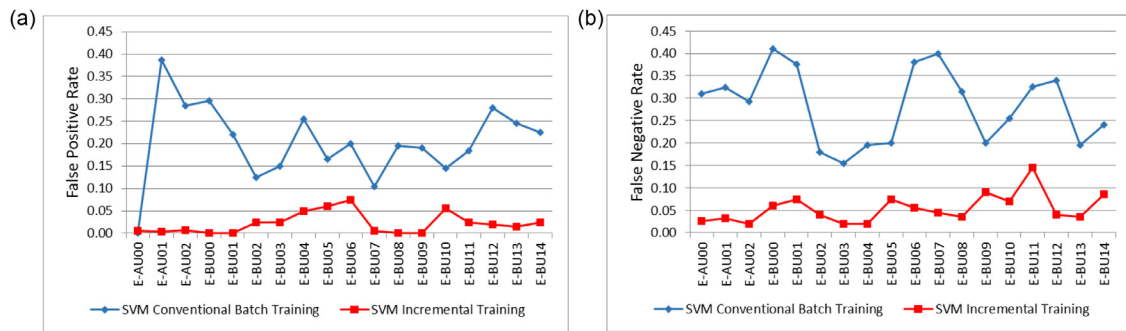 (a)
False Positive Rate
0.45
0.40
0.35
0.30
0.25
0.20
0.15
0.10
0.05
0.00
E-AU00
E-AU01
E-AU02
E-BU00
E-BU01
E-BU02
E-BU03
E-BU04
E-BU05
E-BU06
E-BU07
E-BU08
E-BU09
E-BU10
E-BU11
E-BU12
E-BU13
E-BU14
SVM Conventional Batch Training
SVM Incremental Training
(b)
False Negative Rate
0.45
0.40
0.35
0.30
0.25
0.20
0.15
0.10
0.05
0.00
E-AU00
E-AU01
E-AU02
E-BU00
E-BU01
E-BU02
E-BU03
E-BU04
E-BU05
E-BU06
E-BU07
E-BU08
E-BU09
E-BU10
E-BU11
E-BU12
E-BU13
E-BU14
SVM Conventional Batch Training
SVM Incremental Training